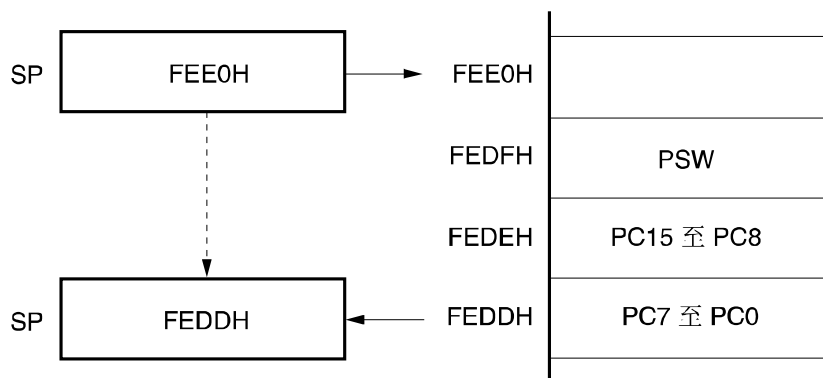 SP FEE0H FEE0H
FEDFH PSW
FEDEH PC15 至 PC8
SP FEDDH FEDDH PC7 至 PC0